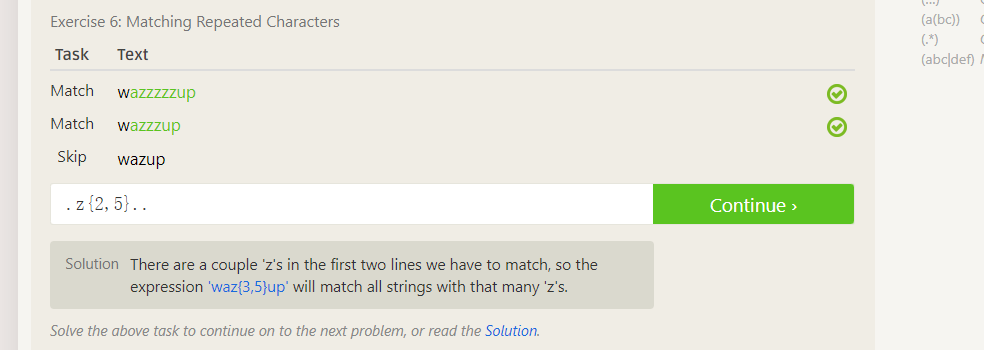 (...)
Exercise 6: Matching Repeated Characters
(a(bc))
(.*)
Task Text
(abc|def)
Match wazzzzzup
Match wazzzup
Skip wazup
.z{2,5}.. Continue ›
Solution There are a couple 'z's in the first two lines we have to match, so the
expression 'waz{3,5}up' will match all strings with that many 'z's.
Solve the above task to continue on to the next problem, or read the Solution.